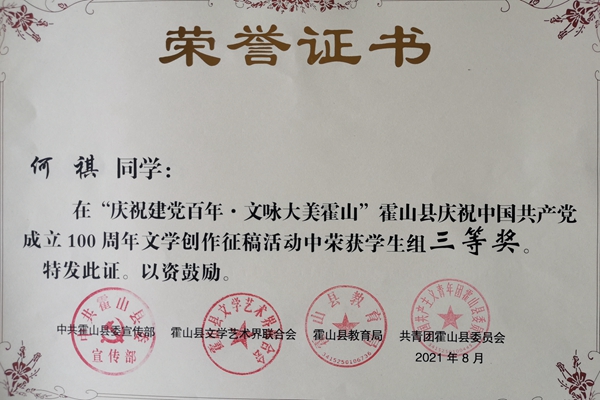 荣誉证书
何祺 同学：
在“庆祝建党百年·文咏大美霍山”霍山县庆祝中国共产党
成立100周年文学创作征稿活动中荣获学生组三等奖。
特发此证。以资鼓励。
中共霍山县委宣传部 霍山县文学艺术界联合会 霍山县教育局 共青团霍山县委员会
2021年8月
宣传部